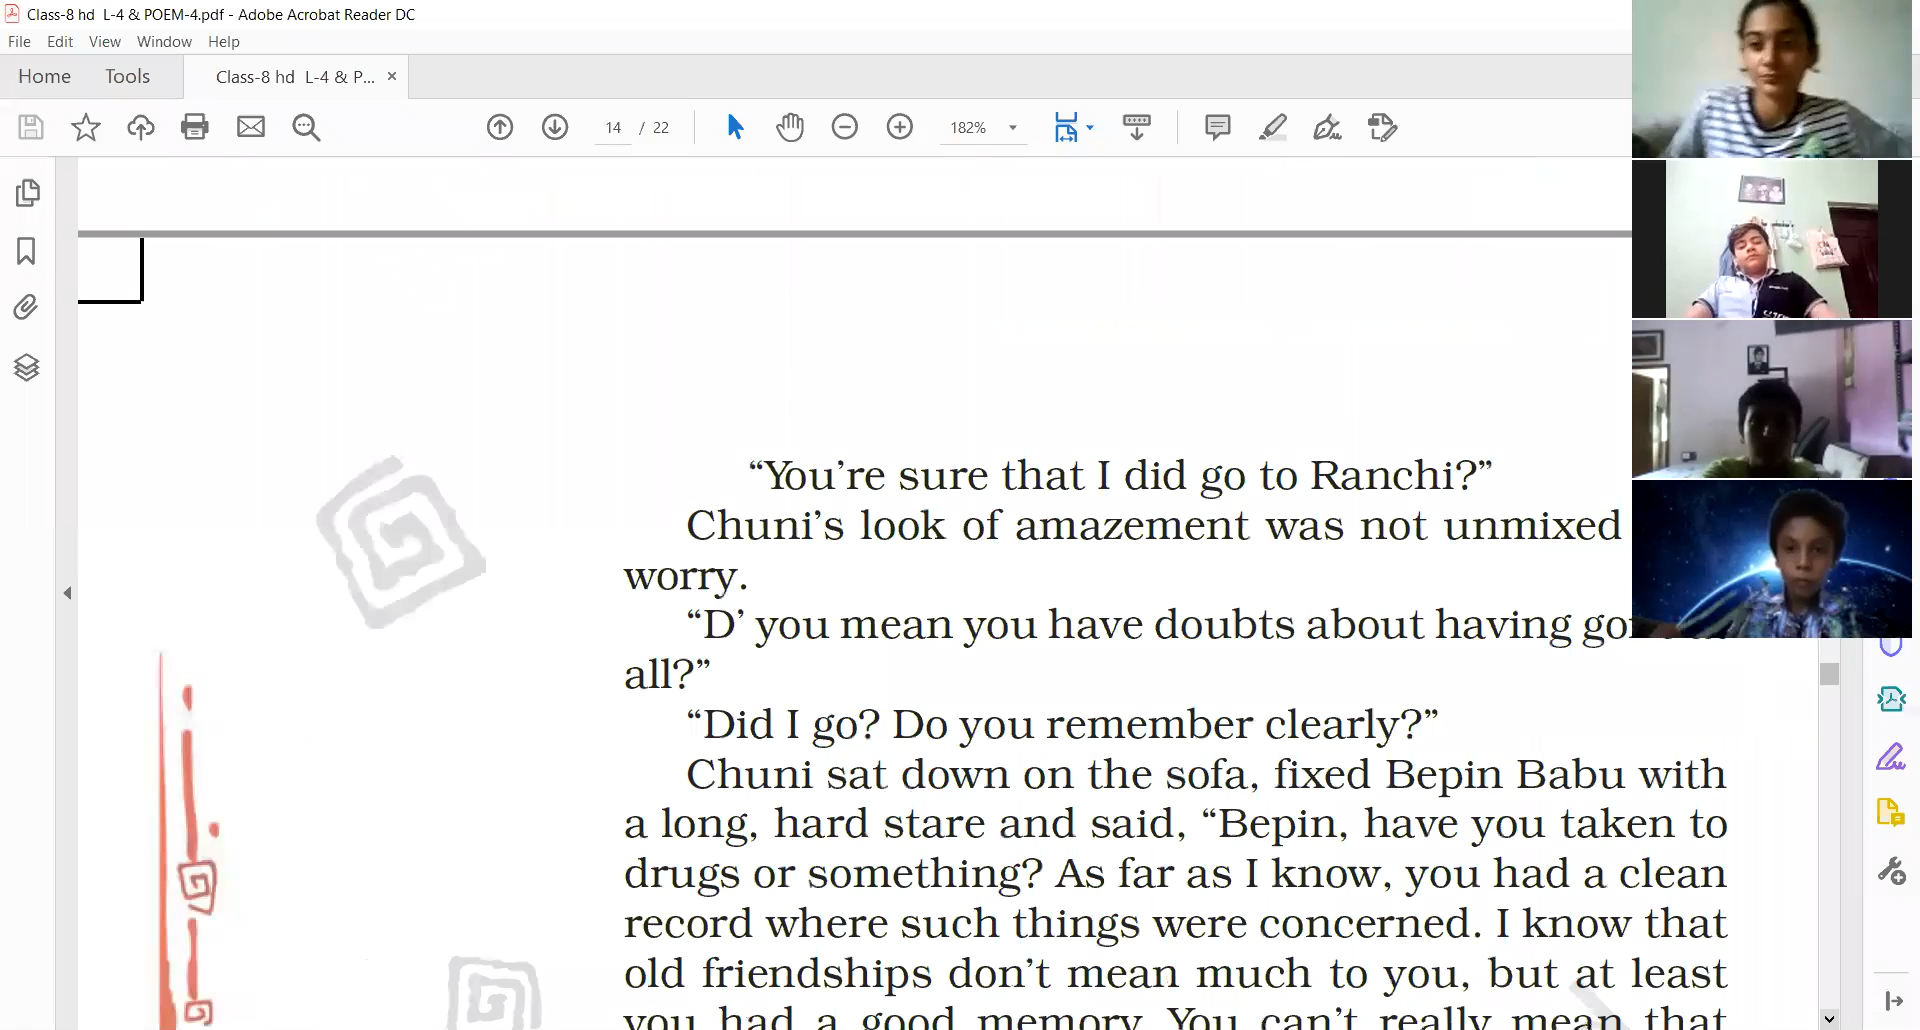 Class-8 hd L-4 & POEM-4.pdf - Adobe Acrobat Reader DC
File Edit View Window Help
Home Tools Class-8 hd L-4 & P... ×
14 / 22 182%
“You’re sure that I did go to Ranchi?”
Chuni’s look of amazement was not unmixed
worry.
“D’ you mean you have doubts about having
all?”
“Did I go? Do you remember clearly?”
Chuni sat down on the sofa, fixed Bepin Babu with
a long, hard stare and said, “Bepin, have you taken to
drugs or something? As far as I know, you had a clean
record where such things were concerned. I know that
old friendships don’t mean much to you, but at least
you had a good memory. You can’t really mean that